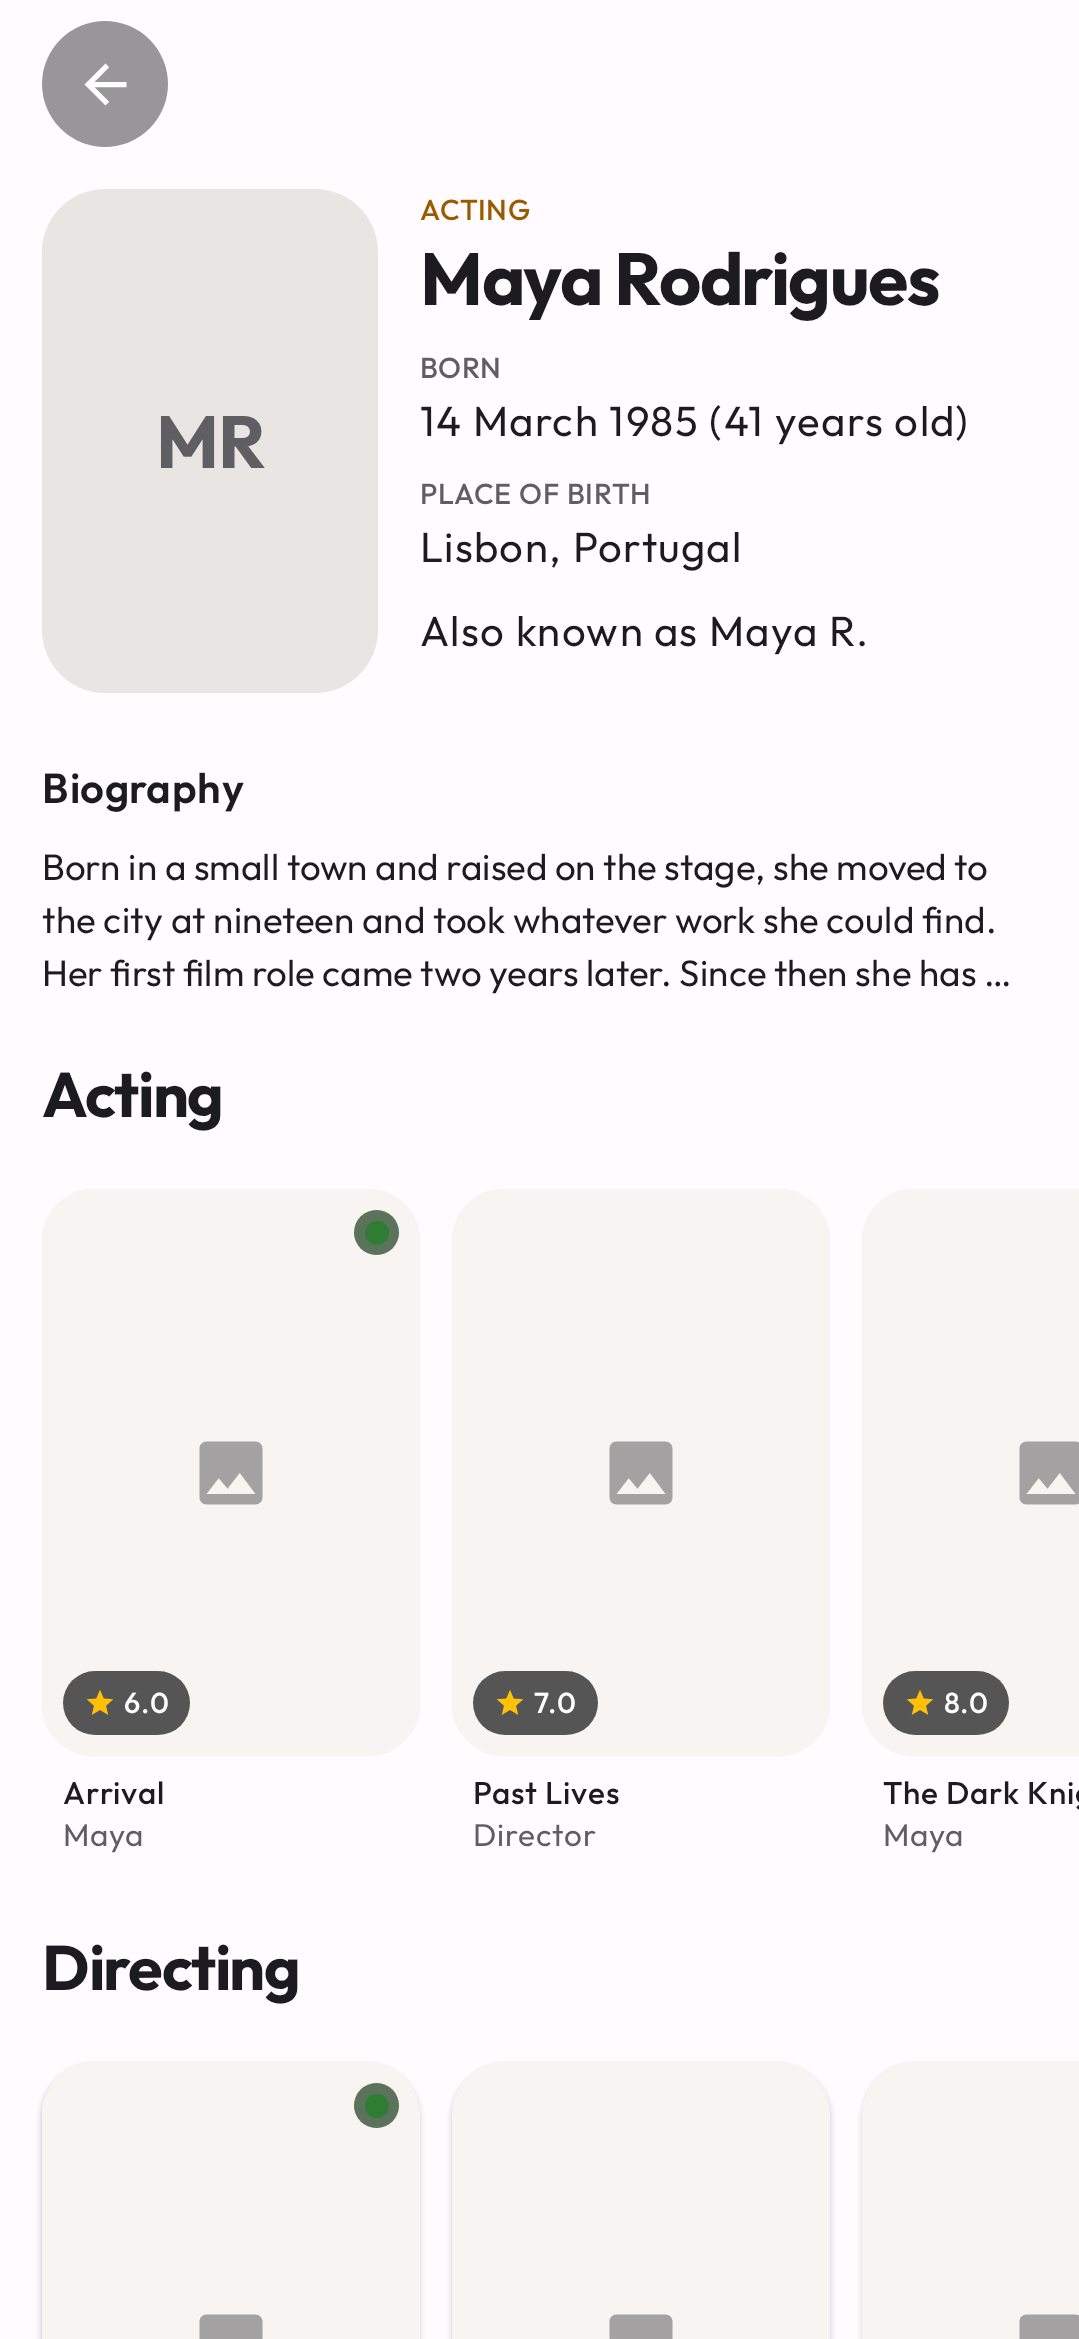 ACTING
Maya Rodrigues
BORN
14 March 1985 (41 years old)
PLACE OF BIRTH
Lisbon, Portugal
Also known as Maya R.
MR
Biography
Born in a small town and raised on the stage, she moved to
the city at nineteen and took whatever work she could find.
Her first film role came two years later. Since then she has ...
Acting
6.0
7.0
8.0
Arrival
Maya
Past Lives
Director
The Dark
Maya
Directing